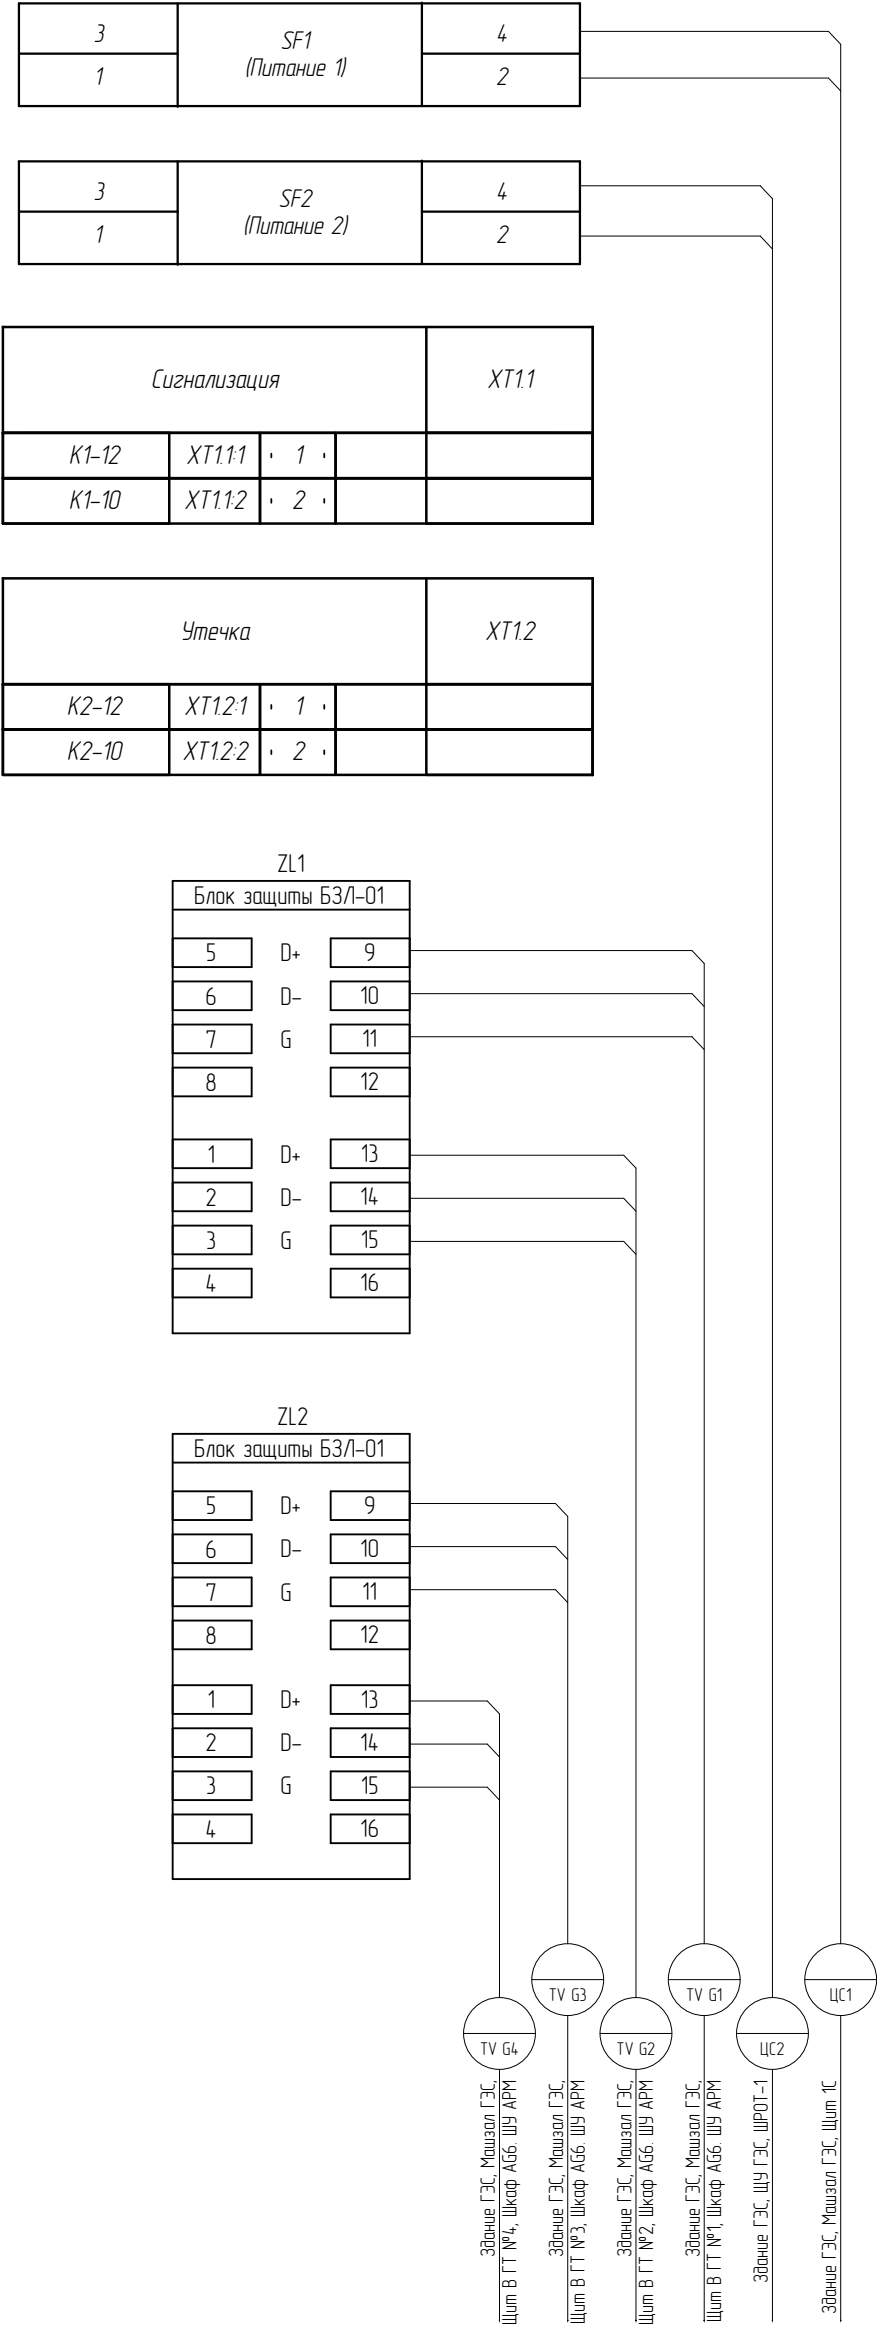 3 SF1 4
(Питание 1)
1 2
3 SF2 4
(Питание 2)
1 2
Сигнализация XT1.1
K1-12 XT1.1:1 1
K1-10 XT1.1:2 2
Утечка XT1.2
K2-12 XT1.2:1 1
K2-10 XT1.2:2 2
ZL1
Блок защиты БЗЛ-01
5 D+ 9
6 D- 10
7 G 11
8 12
1 D+ 13
2 D- 14
3 G 15
4 16
ZL2
Блок защиты БЗЛ-01
5 D+ 9
6 D- 10
7 G 11
8 12
1 D+ 13
2 D- 14
3 G 15
4 16
TV G4
TV G3
TV G2
TV G1
ЦС2
ЦС1
Здание ГЭС, Машзал ГЭС,
Щит В ГТ №4, Шкаф AG6. ШУ АРМ
Здание ГЭС, Машзал ГЭС,
Щит В ГТ №3, Шкаф AG6. ШУ АРМ
Здание ГЭС, Машзал ГЭС,
Щит В ГТ №2, Шкаф AG6. ШУ АРМ
Здание ГЭС, Машзал ГЭС,
Щит В ГТ №1, Шкаф AG6. ШУ АРМ
Здание ГЭС, ЩУ ГЭС, ШРОТ-1
Здание ГЭС, Машзал ГЭС, Щит 1С